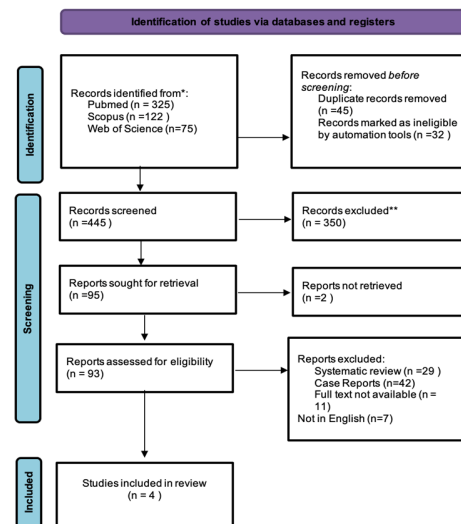 Identification of studies via databases and registers
Identification
Records identified from*:
Pubmed (n = 325)
Scopus (n =122 )
Web of Science (n=75)
Records removed before
screening:
Duplicate records removed
(n =45)
Records marked as ineligible
by automation tools (n =32 )
Screening
Records screened
(n =445 )
Records excluded**
(n = 350)
Reports sought for retrieval
(n =95)
Reports not retrieved
(n =2 )
Reports assessed for eligibility
(n = 93)
Reports excluded:
Systematic review (n =29 )
Case Reports (n=42)
Full text not available (n =
11)
Not in English (n=7)
Included
Studies included in review
(n = 4 )